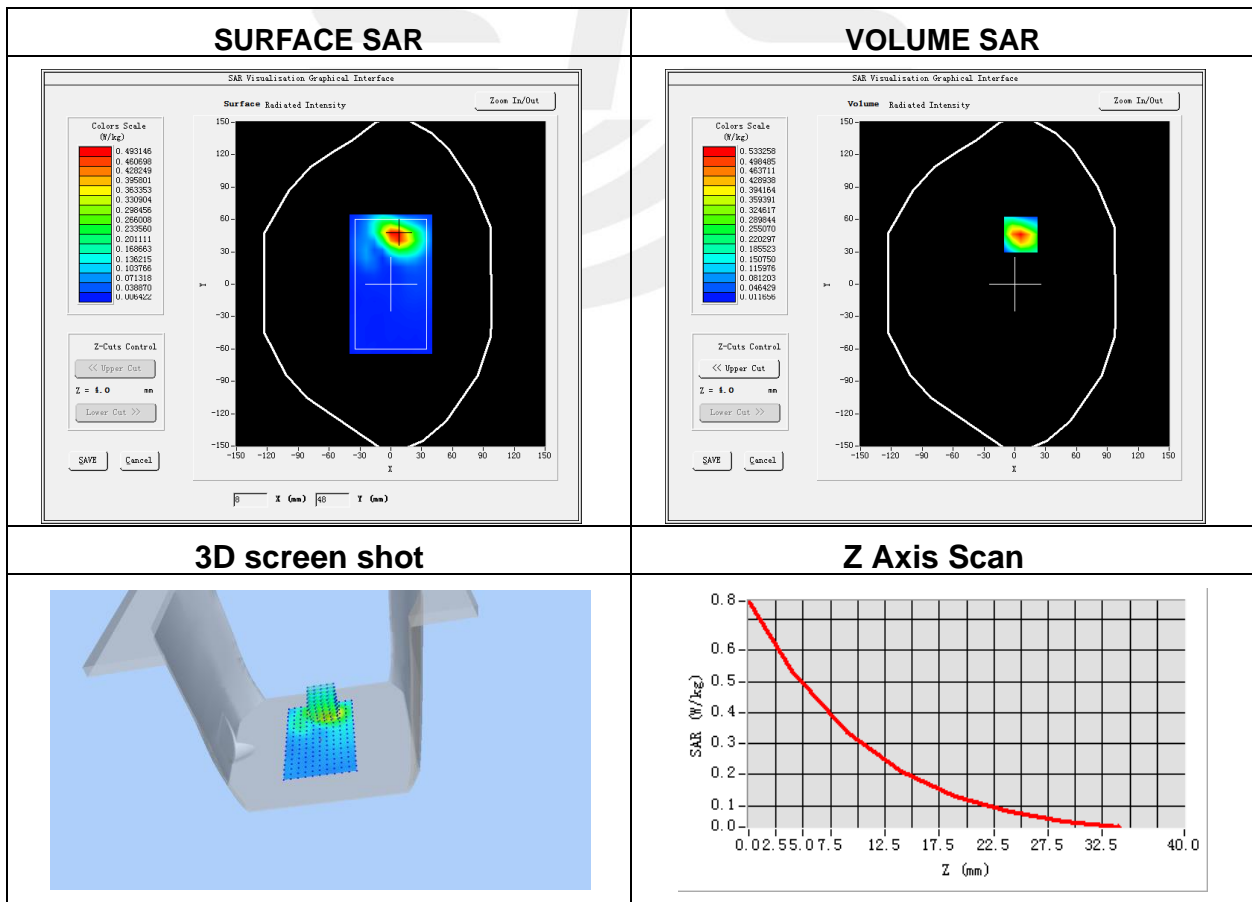 SURFACE SAR
VOLUME SAR
SAR Visualisation Graphical Interface
Surface Radiated Intensity
Zoom In/Out
Colors Scale
(W/kg)
0.493146
0.460698
0.428249
0.395801
0.363353
0.330904
0.298456
0.266008
0.233560
0.201111
0.168663
0.136215
0.103766
0.071318
0.038870
0.006422
Z-Cuts Control
<< Upper Cut
Z = 4.0 mm
Lower Cut >>
SAVE
Cancel
150
120
90
60
30
0
-30
-60
-90
-120
-150
Y
-150 -120 -90 -60 -30 0 30 60 90 120 150
X
8 X (mm) 48 Y (mm)
SAR Visualisation Graphical Interface
Volume Radiated Intensity
Zoom In/Out
Colors Scale
(W/kg)
0.533258
0.498485
0.463711
0.428938
0.394164
0.359391
0.324617
0.289844
0.255070
0.220297
0.185523
0.150750
0.115976
0.081203
0.046429
0.011656
Z-Cuts Control
<< Upper Cut
Z = 4.0 mm
Lower Cut >>
SAVE
Cancel
150
120
90
60
30
0
-30
-60
-90
-120
-150
Y
-150 -120 -90 -60 -30 0 30 60 90 120 150
X
3D screen shot
Z Axis Scan
0.8
0.6
0.5
0.4
0.3
0.2
0.1
0.0
SAR (W/kg)
0.0 2.5 5.0 7.5 12.5 17.5 22.5 27.5 32.5 40.0
Z (mm)